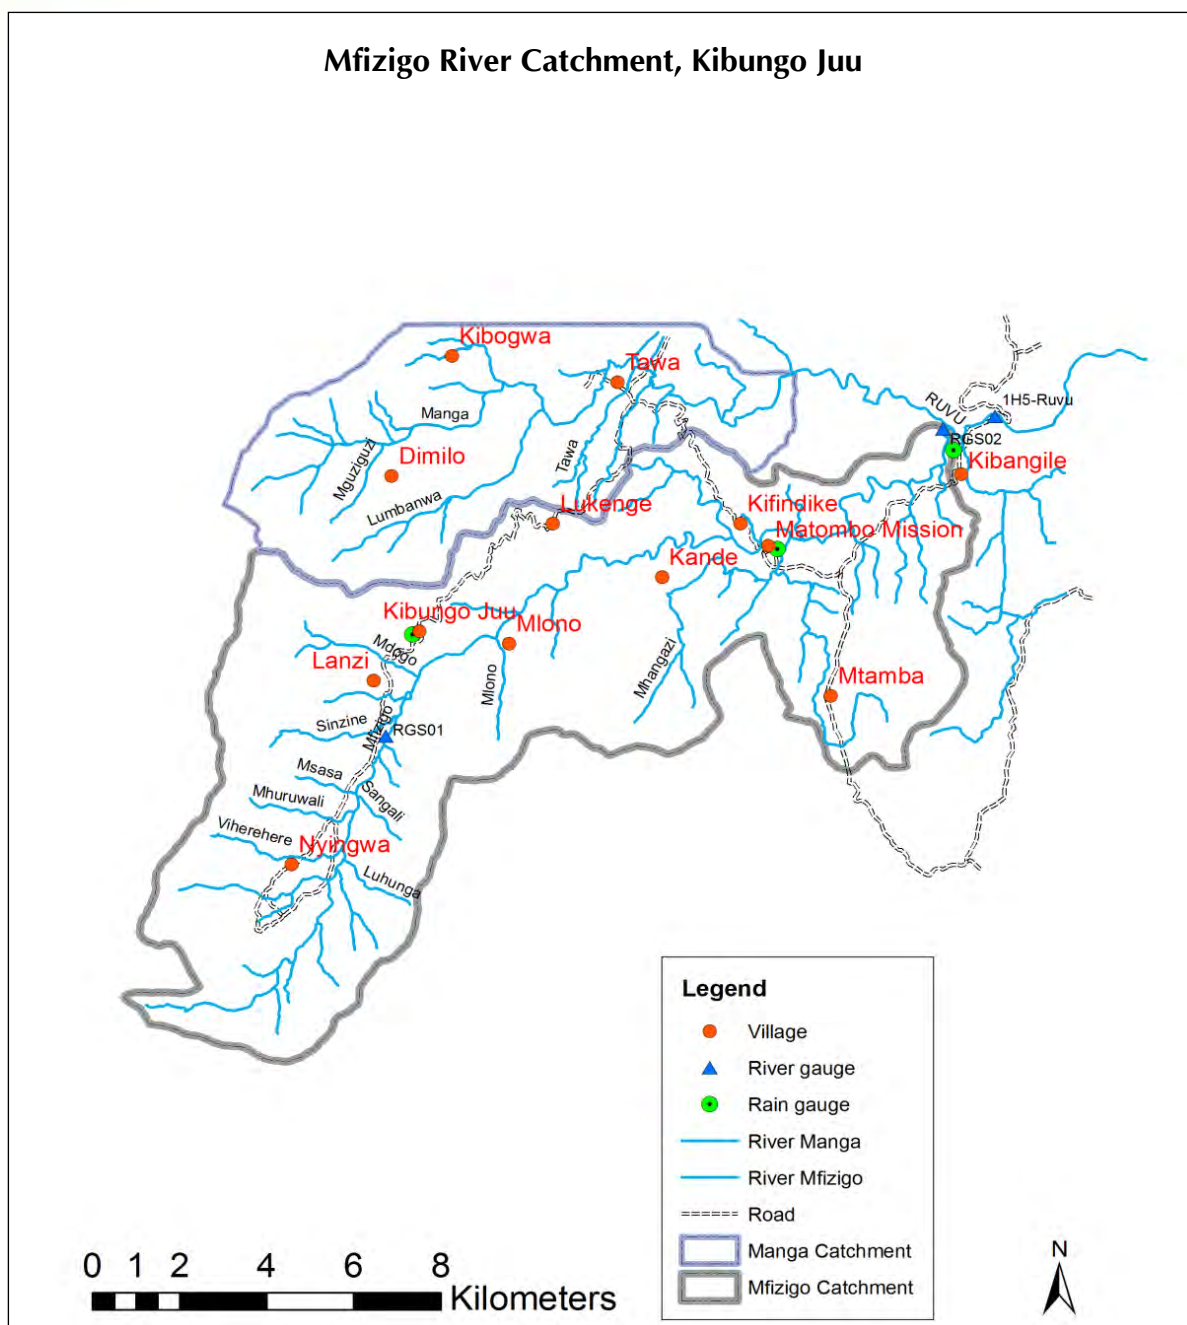 Mfizigo River Catchment, Kibungo Juu
Kibogwa
Tawa
Manga
RUVU
1H5-Ruvu
RGS02
Mguziguzi
Dimilo
Tawa
Kibangile
Lumbanwa
Lukenge
Kifindike
Matombo Mission
Kande
Kibungo Juu
Mlono
Mdogo
Lanzi
Mlono
Mhangazi
Mtamba
Sinzine
Mfizigo
RGS01
Msasa
Sangali
Mhuruwali
Viherehere
Nyingwa
Luhunga
Legend
Village
River gauge
Rain gauge
River Manga
River Mfizigo
Road
Manga Catchment
Mfizigo Catchment
0 1 2 4 6 8
Kilometers
N